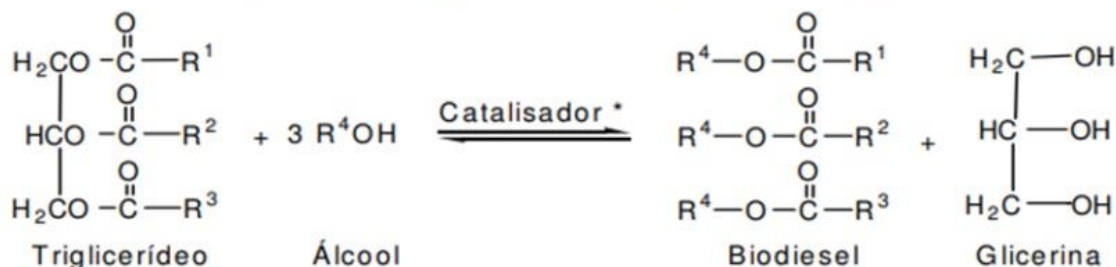 O O
H₂CO–C–R¹ R⁴–O–C–R¹ H₂C–OH
O O
HCO–C–R² + 3 R⁴OH Catalisador * R⁴–O–C–R² + HC–OH
O O
H₂CO–C–R³ R⁴–O–C–R³ H₂C–OH
Triglicerídeo Álcool Biodiesel Glicerina